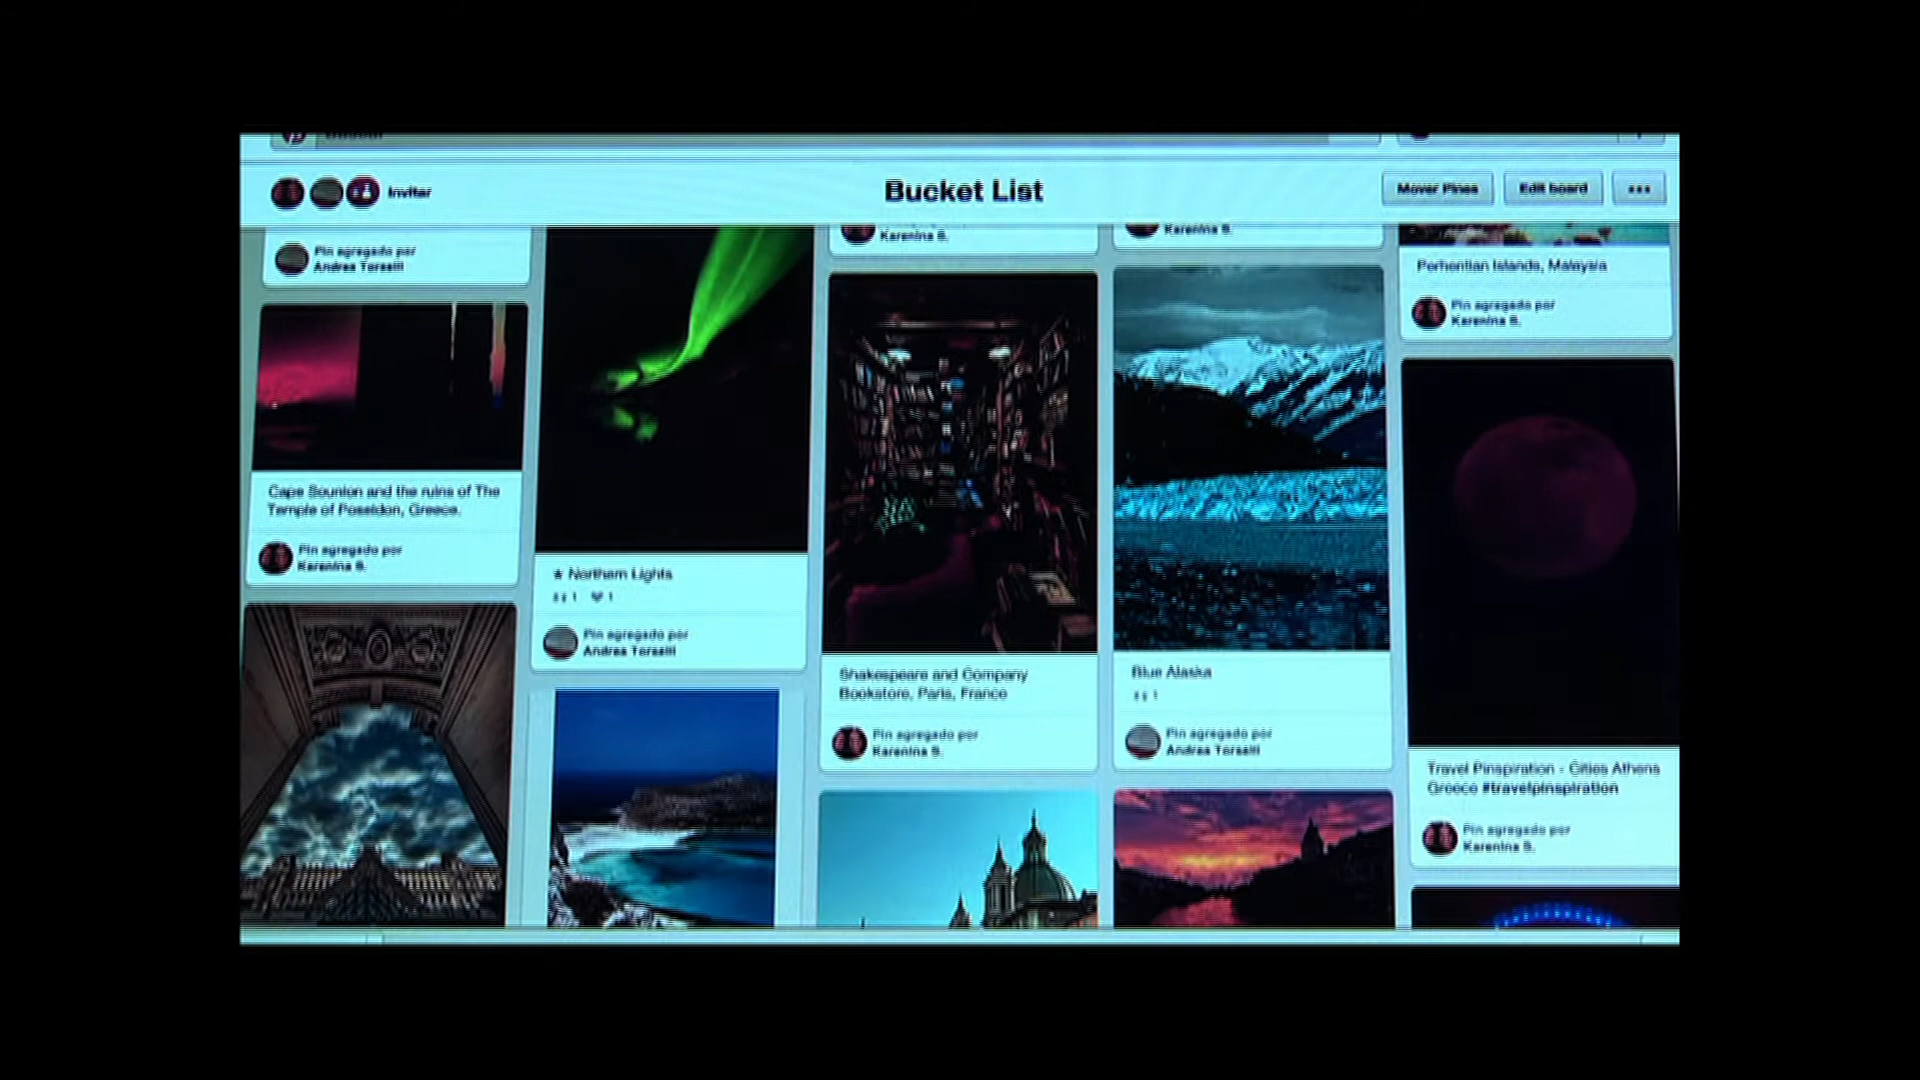 Invitar
Bucket List
Mover Pines
Edit board
Pin agregado por
Andrea Torselli
Cape Sounion and the ruins of The
Temple of Poseidon, Greece.
Pin agregado por
Karenina S.
★ Northern Lights
1 1
Pin agregado por
Andrea Torselli
Karenina S.
Shakespeare and Company
Bookstore, Paris, France
Pin agregado por
Karenina S.
Karenina S.
Blue Alaska
1
Pin agregado por
Andrea Torselli
Perhentian Islands, Malaysia
Pin agregado por
Karenina S.
Travel Pinspiration - Cities Athens
Greece #travelpinspiration
Pin agregado por
Karenina S.